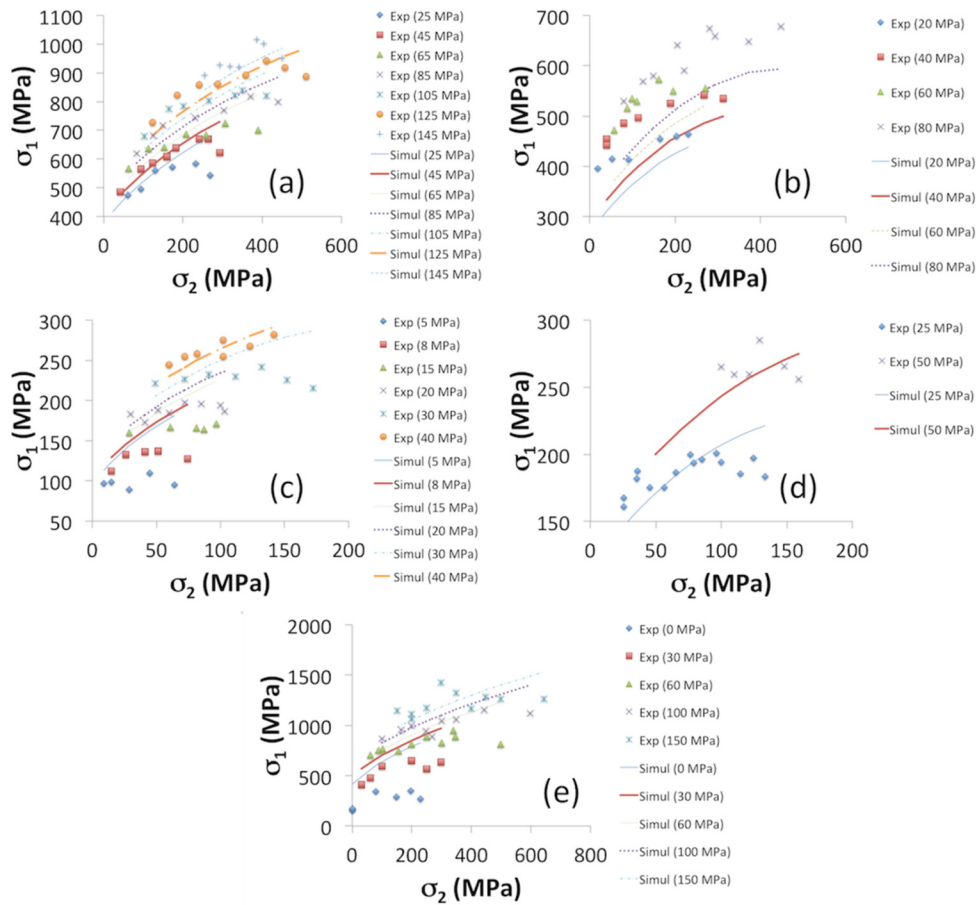 (a)
σ1 (MPa)
1100
1000
900
800
700
600
500
400
0
200
400
600
σ2 (MPa)
Exp (25 MPa)
Exp (45 MPa)
Exp (65 MPa)
Exp (85 MPa)
Exp (105 MPa)
Exp (125 MPa)
Exp (145 MPa)
Simul (25 MPa)
Simul (45 MPa)
Simul (65 MPa)
Simul (85 MPa)
Simul (105 MPa)
Simul (125 MPa)
Simul (145 MPa)
(b)
σ1 (MPa)
700
600
500
400
300
0
200
400
600
σ2 (MPa)
Exp (20 MPa)
Exp (40 MPa)
Exp (60 MPa)
Exp (80 MPa)
Simul (20 MPa)
Simul (40 MPa)
Simul (60 MPa)
Simul (80 MPa)
(c)
σ1 (MPa)
300
250
200
150
100
50
0
50
100
150
200
σ2 (MPa)
Exp (5 MPa)
Exp (8 MPa)
Exp (15 MPa)
Exp (20 MPa)
Exp (30 MPa)
Exp (40 MPa)
Simul (5 MPa)
Simul (8 MPa)
Simul (15 MPa)
Simul (20 MPa)
Simul (30 MPa)
Simul (40 MPa)
(d)
σ1 (MPa)
300
250
200
150
0
50
100
150
200
σ2 (MPa)
Exp (25 MPa)
Exp (50 MPa)
Simul (25 MPa)
Simul (50 MPa)
(e)
σ1 (MPa)
2000
1500
1000
500
0
0
200
400
600
800
σ2 (MPa)
Exp (0 MPa)
Exp (30 MPa)
Exp (60 MPa)
Exp (100 MPa)
Exp (150 MPa)
Simul (0 MPa)
Simul (30 MPa)
Simul (60 MPa)
Simul (100 MPa)
Simul (150 MPa)